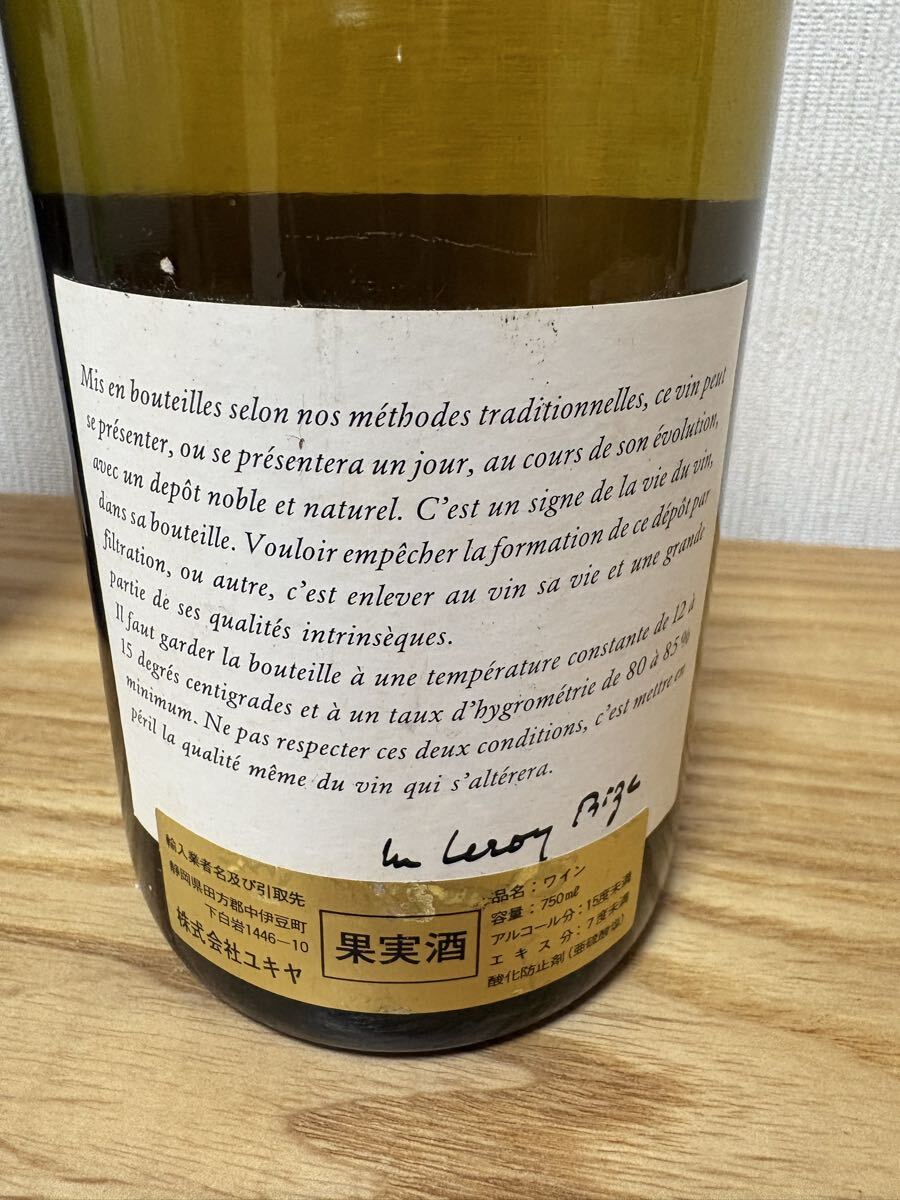 Mis en bouteilles selon nos méthodes traditionnelles, ce vin peut
se présenter, ou se présentera un jour, au cours de son évolution,
avec un depôt noble et naturel. C'est un signe de la vie du vin,
dans sa bouteille. Vouloir empêcher la formation de ce dépôt par
filtration, ou autre, c'est enlever au vin sa vie et une grande
partie de ses qualités intrinsèques.
Il faut garder la bouteille à une température constante de 12 à
15 degrés centigrades et à un taux d'hygrométrie de 80 à 85%
minimum. Ne pas respecter ces deux conditions, c'est mettre en
péril la qualité même du vin qui s'altérera.
Leroy Bize
輸入業者名及び引取先
静岡県田方郡中伊豆町
下白岩1446-10
株式会社ユキヤ
果実酒
品名：ワイン
容量：750mℓ
アルコール分：15度未満
エキス分：7度未満
酸化防止剤（亜硫酸塩）